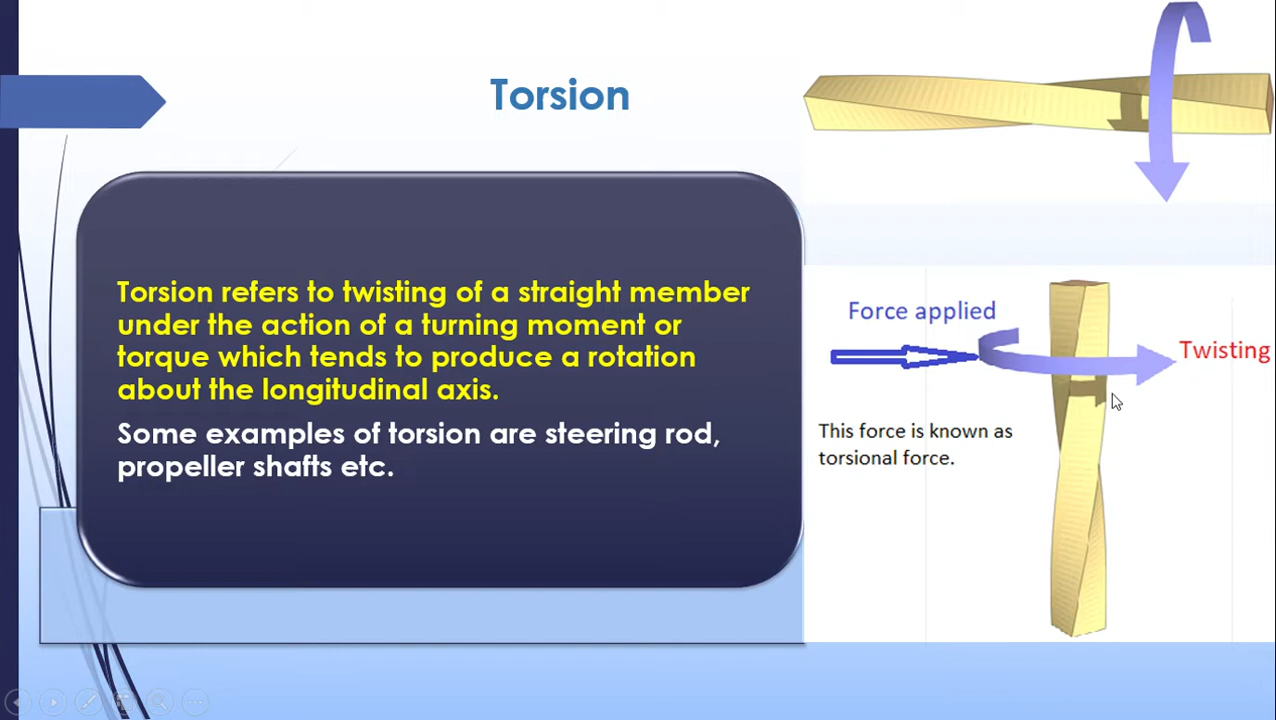 Torsion
Torsion refers to twisting of a straight member
under the action of a turning moment or
torque which tends to produce a rotation
about the longitudinal axis.
Some examples of torsion are steering rod,
propeller shafts etc.
Force applied
Twisting
This force is known as
torsional force.